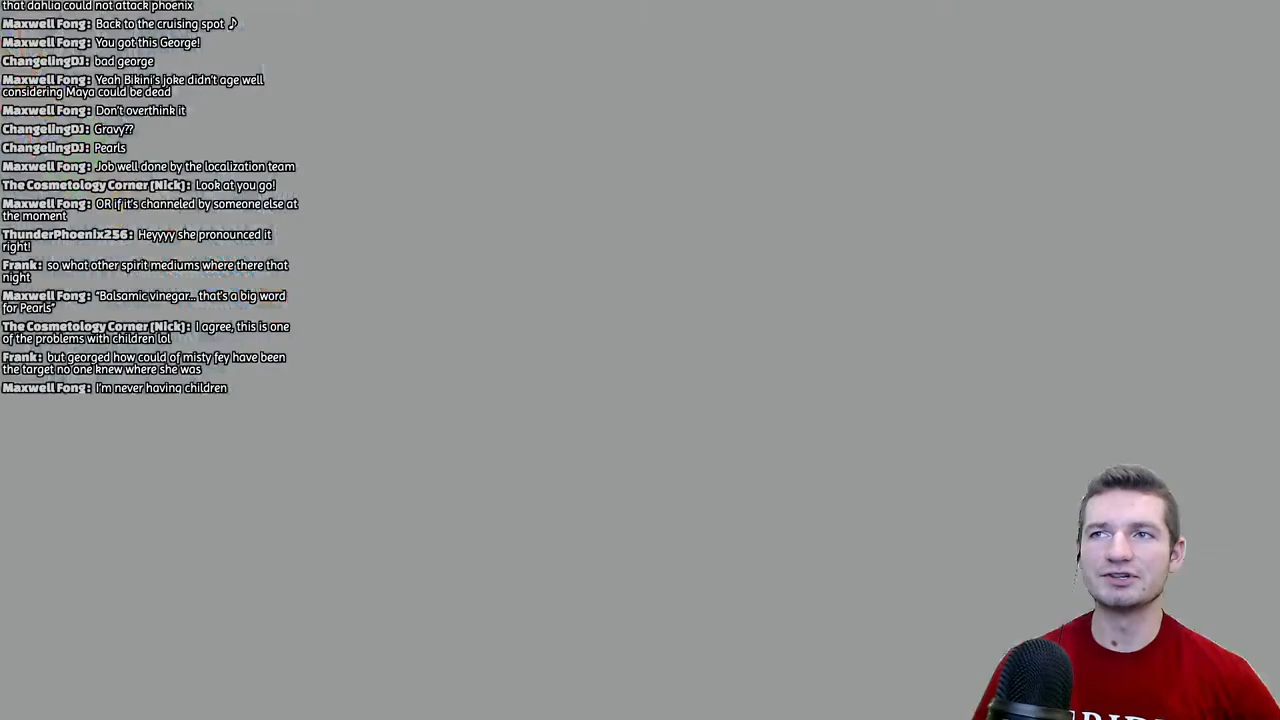 that dahlia could not attack phoenix
Maxwell Fong: Back to the cruising spot ♪
Maxwell Fong: You got this George!
ChangelingDJ: bad george
Maxwell Fong: Yeah Bikini's joke didn't age well
considering Maya could be dead
Maxwell Fong: Don't overthink it
ChangelingDJ: Gravy??
ChangelingDJ: Pearls
Maxwell Fong: Job well done by the localization team
The Cosmetology Corner (Nick): Look at you go!
Maxwell Fong: OR if it's channeled by someone else at
the moment
ThunderPhoenix256: Heyyyy she pronounced it
right!
Frank: so what other spirit mediums where there that
night
Maxwell Fong: "Balsamic vinegar... that's a big word
for Pearls"
The Cosmetology Corner (Nick): I agree, this is one
of the problems with children lol
Frank: but georged how could of misty fey have been
the target no one knew where she was
Maxwell Fong: I'm never having children